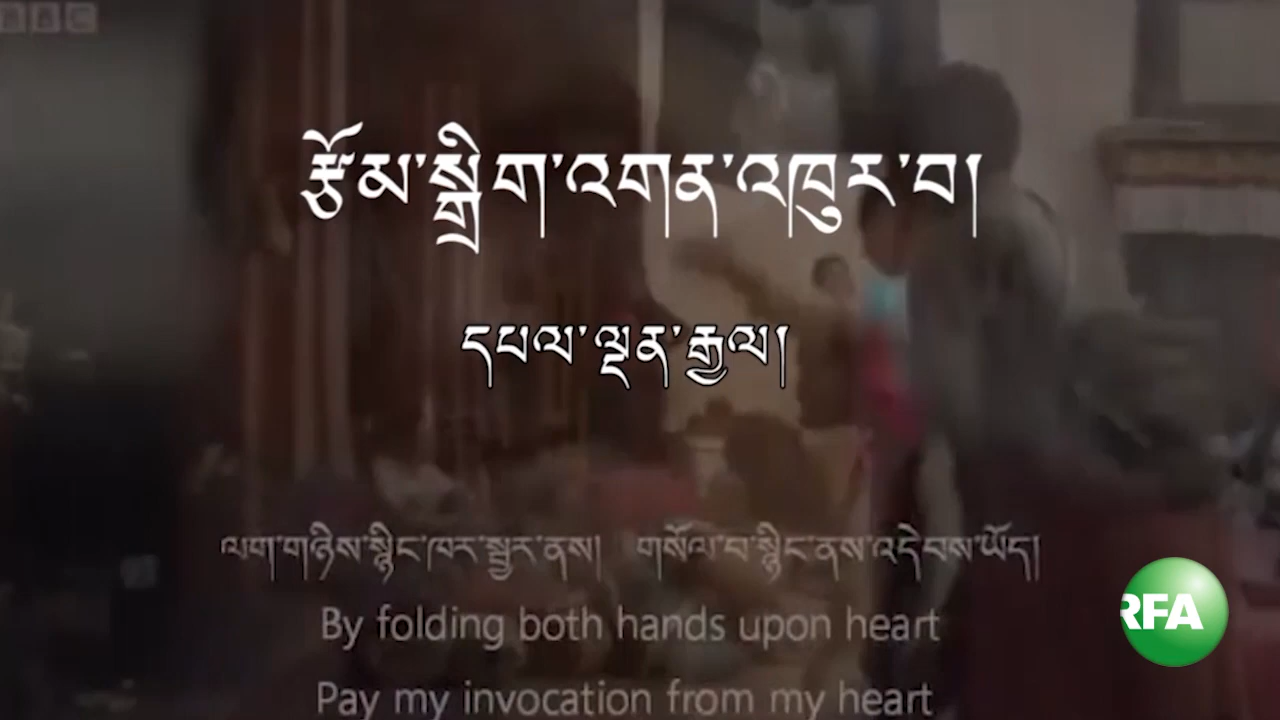 BBC
རྩོམ་སྒྲིག་འགན་འཁུར་བ།
དཔལ་ལྡན་རྒྱལ།
ལག་གཉིས་སྙིང་ཁར་སྦྱར་ནས། གསོལ་བ་སྙིང་ནས་འདེབས་ཡོད།
By folding both hands upon heart
Pay my invocation from my heart
RFA